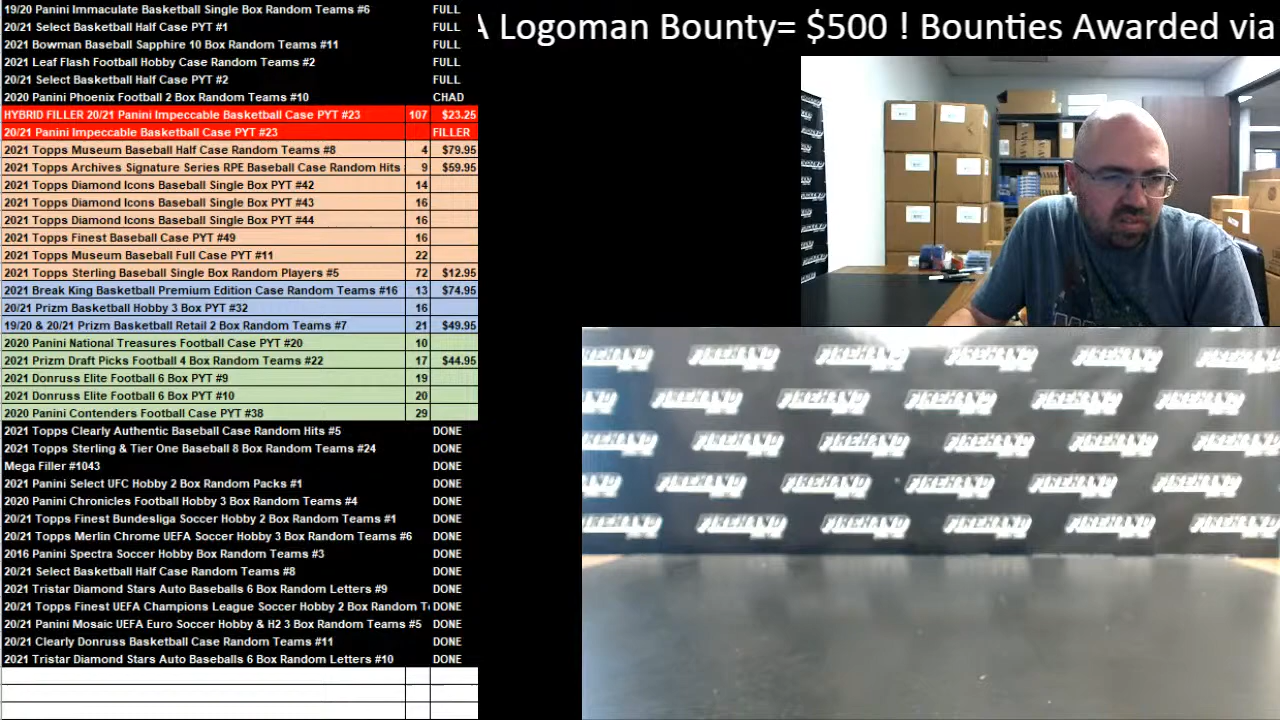 19/20 Panini Immaculate Basketball Single Box Random Teams #6 FULL
20/21 Select Basketball Half Case PYT #1 FULL
2021 Bowman Baseball Sapphire 10 Box Random Teams #11 FULL
2021 Leaf Flash Football Hobby Case Random Teams #2 FULL
20/21 Select Basketball Half Case PYT #2 FULL
2020 Panini Phoenix Football 2 Box Random Teams #10 CHAD
HYBRID FILLER 20/21 Panini Impeccable Basketball Case PYT #23 107 $23.25
20/21 Panini Impeccable Basketball Case PYT #23 FILLER
2021 Topps Museum Baseball Half Case Random Teams #8 4 $79.95
2021 Topps Archives Signature Series RPE Baseball Case Random Hits 9 $59.95
2021 Topps Diamond Icons Baseball Single Box PYT #42 14
2021 Topps Diamond Icons Baseball Single Box PYT #43 16
2021 Topps Diamond Icons Baseball Single Box PYT #44 16
2021 Topps Finest Baseball Case PYT #49 16
2021 Topps Museum Baseball Full Case PYT #11 22
2021 Topps Sterling Baseball Single Box Random Players #5 72 $12.95
2021 Break King Basketball Premium Edition Case Random Teams #16 13 $74.95
20/21 Prizm Basketball Hobby 3 Box PYT #32 16
19/20 & 20/21 Prizm Basketball Retail 2 Box Random Teams #7 21 $49.95
2020 Panini National Treasures Football Case PYT #20 10
2021 Prizm Draft Picks Football 4 Box Random Teams #22 17 $44.95
2021 Donruss Elite Football 6 Box PYT #9 19
2021 Donruss Elite Football 6 Box PYT #10 20
2020 Panini Contenders Football Case PYT #38 29
2021 Topps Clearly Authentic Baseball Case Random Hits #5 DONE
2021 Topps Sterling & Tier One Baseball 8 Box Random Teams #24 DONE
Mega Filler #1043 DONE
2021 Panini Select UFC Hobby 2 Box Random Packs #1 DONE
2020 Panini Chronicles Football Hobby 3 Box Random Teams #4 DONE
20/21 Topps Finest Bundesliga Soccer Hobby 2 Box Random Teams #1 DONE
20/21 Topps Merlin Chrome UEFA Soccer Hobby 3 Box Random Teams #6 DONE
2016 Panini Spectra Soccer Hobby Box Random Teams #3 DONE
20/21 Select Basketball Half Case Random Teams #8 DONE
2021 Tristar Diamond Stars Auto Baseballs 6 Box Random Letters #9 DONE
20/21 Topps Finest UEFA Champions League Soccer Hobby 2 Box Random T DONE
20/21 Panini Mosaic UEFA Euro Soccer Hobby & H2 3 Box Random Teams #5 DONE
20/21 Clearly Donruss Basketball Case Random Teams #11 DONE
2021 Tristar Diamond Stars Auto Baseballs 6 Box Random Letters #10 DONE
A Logoman Bounty= $500 ! Bounties Awarded via
FIREHAND FIREHAND FIREHAND FIREHAND
FIREHAND FIREHAND FIREHAND FIREHAND
FIREHAND FIREHAND FIREHAND FIREHAND
FIREHAND FIREHAND FIREHAND FIREHAND FIREHAND
FIREHAND FIREHAND FIREHAND FIREHAND